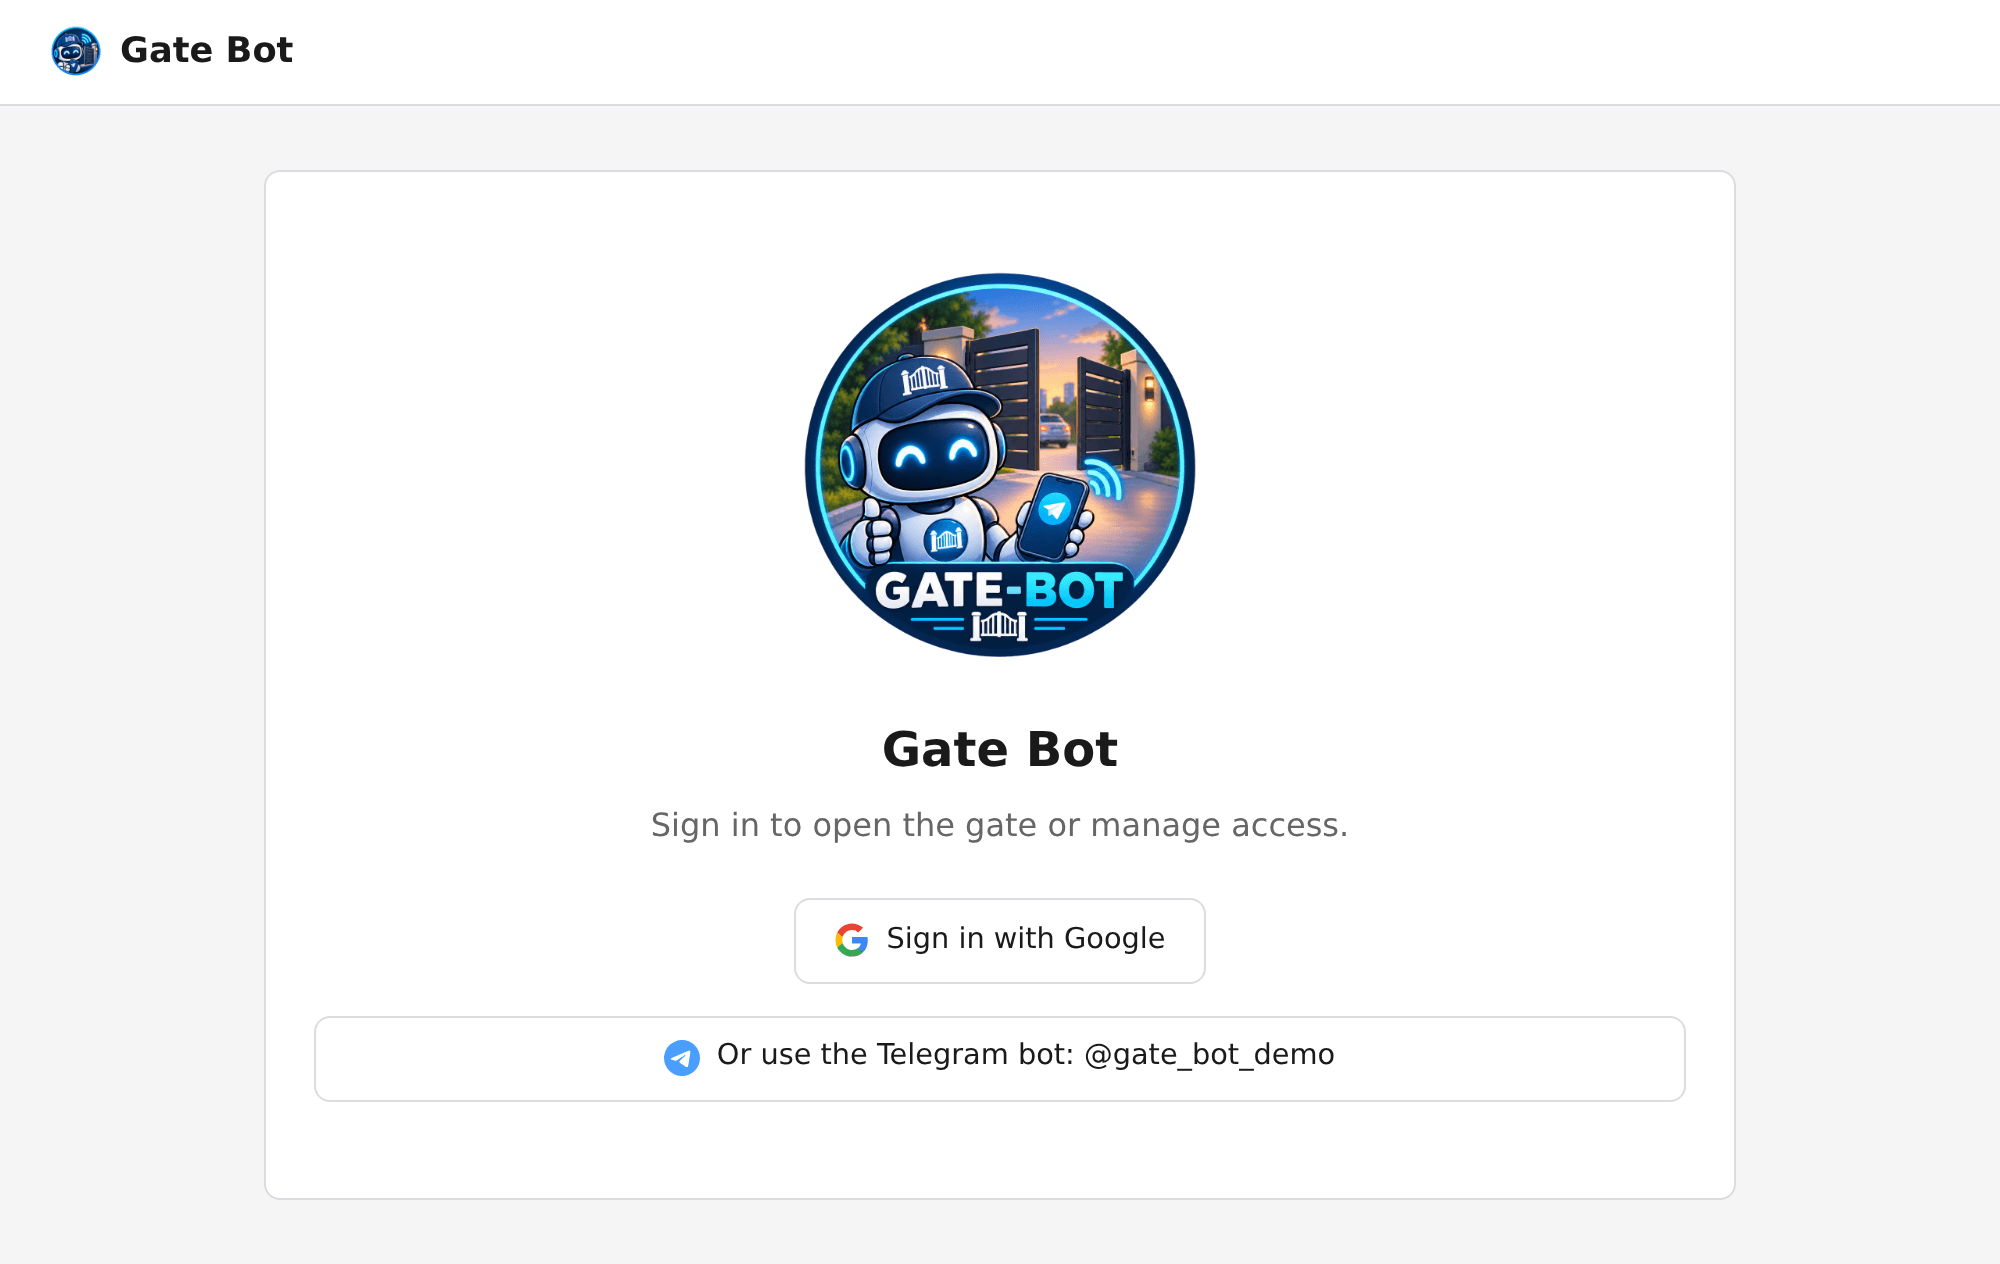 Gate Bot
GATE-BOT
Gate Bot
Sign in to open the gate or manage access.
Sign in with Google
Or use the Telegram bot: @gate_bot_demo